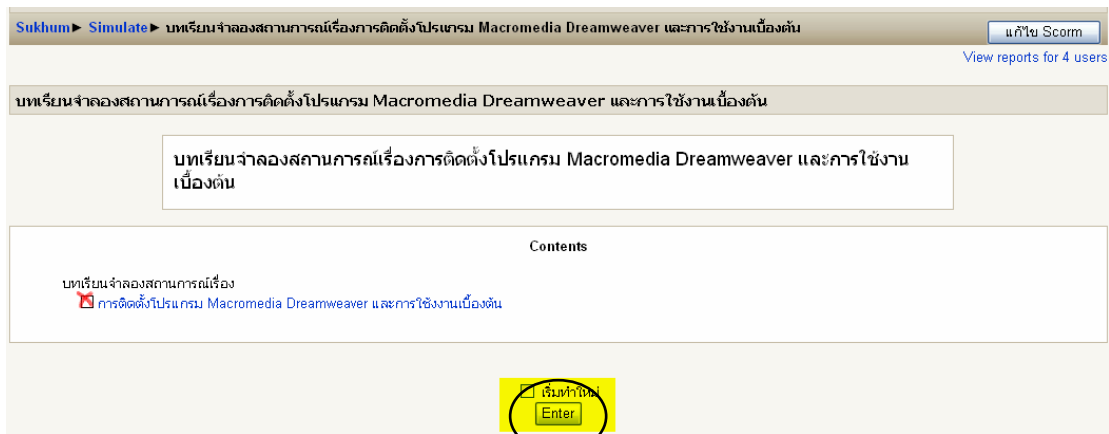 Sukhum► Simulate► บทเรียนจำลองสถานการณ์เรื่องการติดตั้งโปรแกรม Macromedia Dreamweaver และการใช้งานเบื้องต้น
แก้ไข Scorm
View reports for 4 users
บทเรียนจำลองสถานการณ์เรื่องการติดตั้งโปรแกรม Macromedia Dreamweaver และการใช้งานเบื้องต้น
บทเรียนจำลองสถานการณ์เรื่องการติดตั้งโปรแกรม Macromedia Dreamweaver และการใช้งาน
เบื้องต้น
Contents
บทเรียนจำลองสถานการณ์เรื่อง
การติดตั้งโปรแกรม Macromedia Dreamweaver และการใช้งงานเบื้องต้น
เริ่มทำใหม่
Enter